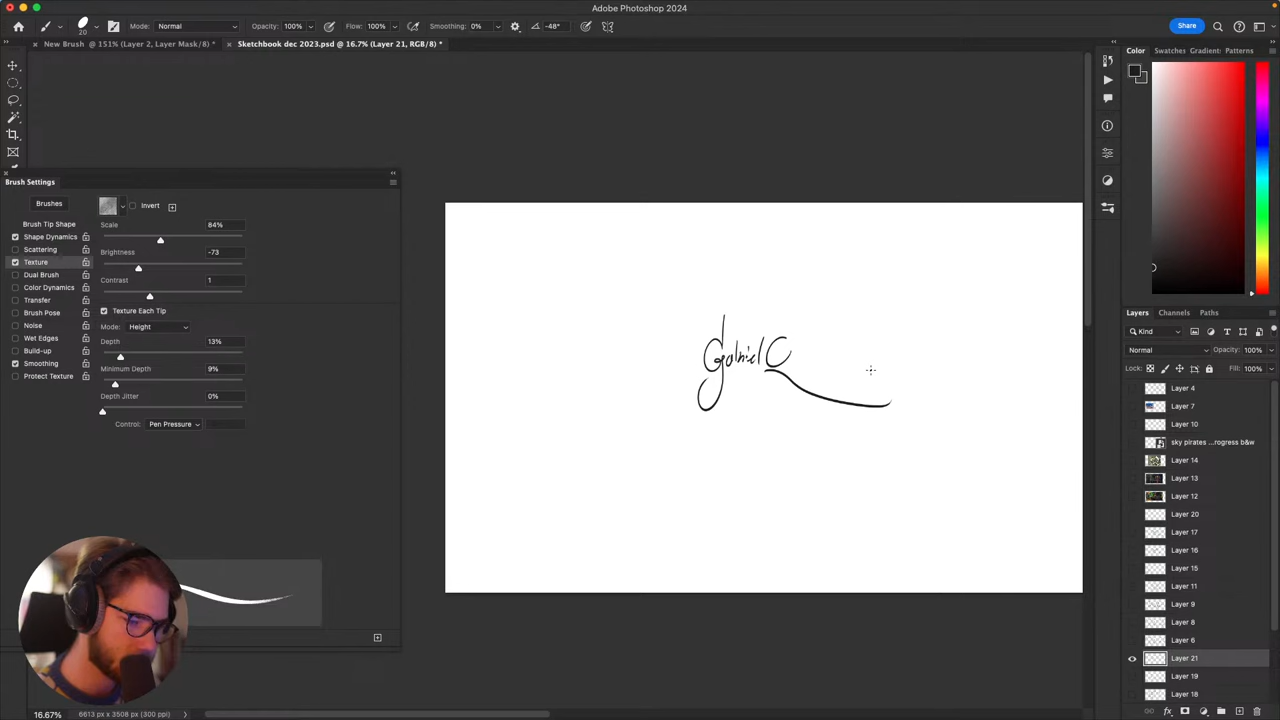 Adobe Photoshop 2024
20 Mode: Normal Opacity: 100% Flow: 100% Smoothing: 0% -48° Share
New Brush @ 151% (Layer 2, Layer Mask/8) * Sketchbook dec 2023.psd @ 16.7% (Layer 21, RGB/8) *
Color Swatches Gradient: Patterns
Brush Settings
Brushes Invert
Brush Tip Shape Scale 84%
Shape Dynamics
Scattering Brightness -73
Texture
Dual Brush Contrast 1
Color Dynamics
Transfer Texture Each Tip
Brush Pose Mode: Height
Noise
Wet Edges Depth 13%
Build-up
Smoothing Minimum Depth 9%
Protect Texture
Depth Jitter 0%
Control: Pen Pressure
Gabriel C
Layers Channels Paths
Kind
Normal Opacity: 100%
Lock: Fill: 100%
Layer 4
Layer 7
Layer 10
sky pirates ...rogress b&w
Layer 14
Layer 13
Layer 12
Layer 20
Layer 17
Layer 16
Layer 15
Layer 11
Layer 9
Layer 8
Layer 6
Layer 21
Layer 19
Layer 18
16.67% 6613 px x 3508 px (300 ppi)